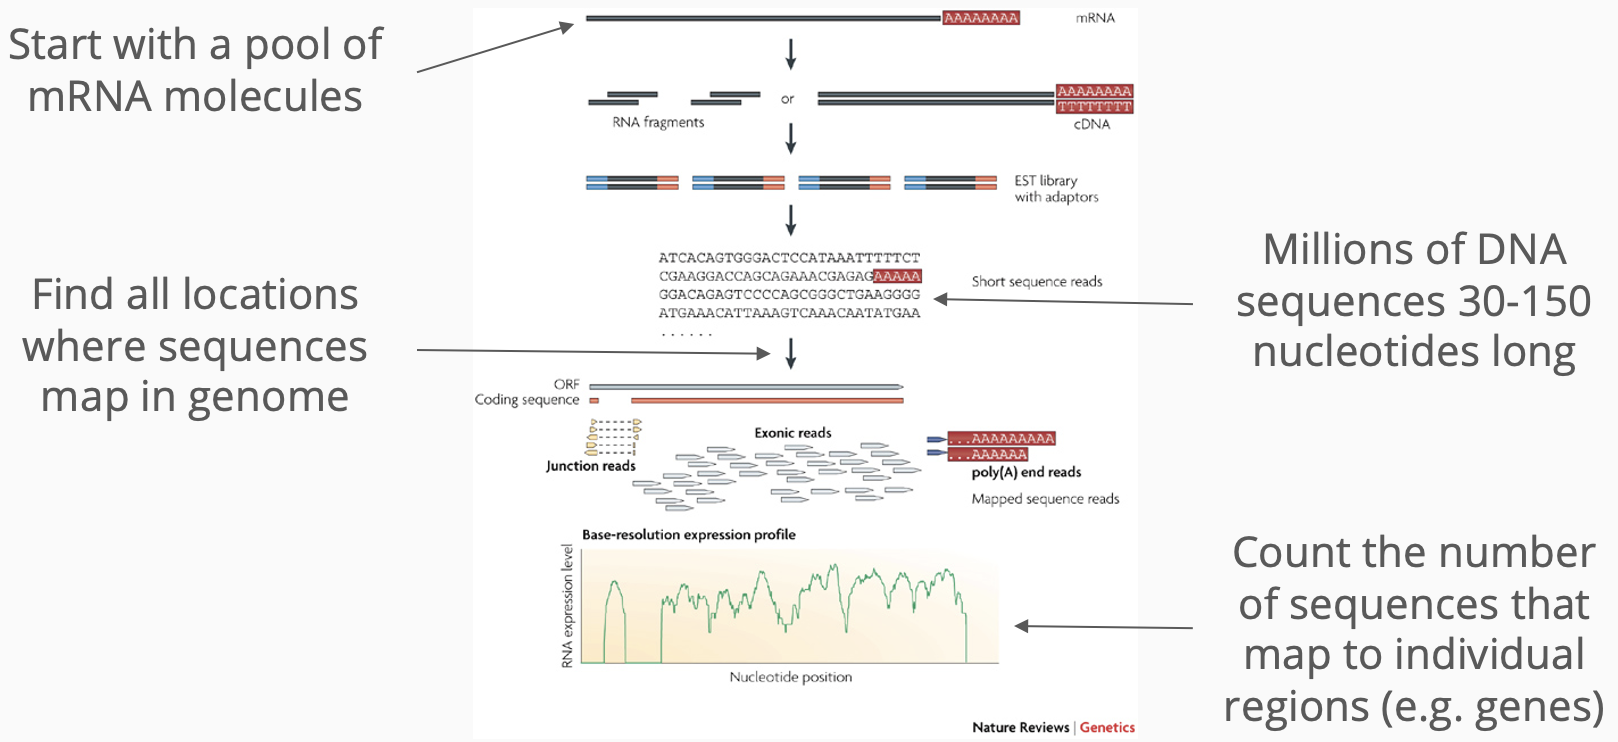 Start with a pool of
mRNA molecules
AAAAAAAA
mRNA
RNA fragments
or
AAAAAAAA
TTTTTTTT
cDNA
EST library
with adaptors
ATCACAGTGGGACTCCATAAATTTTTCT
CGAAGGACCAGCAGAAACGAGAGAAAAA
GGACAGAGTCCCCAGCGGGCTGAAGGGG
ATGAAACATTAAAGTCAAACAATATGAA
......
Short sequence reads
Millions of DNA
sequences 30-150
nucleotides long
Find all locations
where sequences
map in genome
ORF
Coding sequence
Junction reads
Exonic reads
...AAAAAAAAA
...AAAAAA
poly(A) end reads
Mapped sequence reads
Base-resolution expression profile
RNA expression level
Nucleotide position
Count the number
of sequences that
map to individual
regions (e.g. genes)
Nature Reviews | Genetics